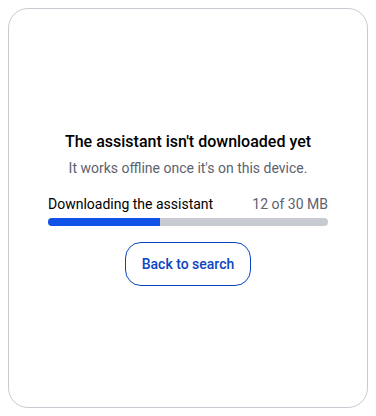 The assistant isn't downloaded yet
It works offline once it's on this device.
Downloading the assistant 12 of 30 MB
Back to search